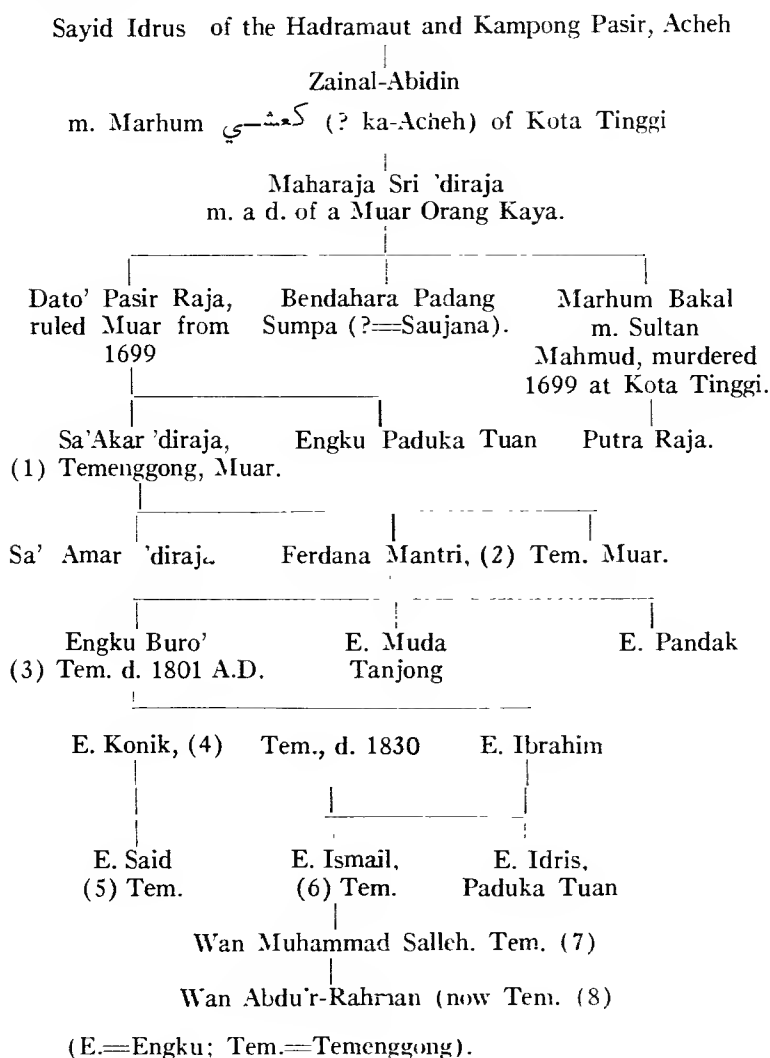 Sayid Idrus of the Hadramaut and Kampong Pasir, Acheh
Zainal-Abidin
m. Marhum كعشي (? ka-Acheh) of Kota Tinggi
Maharaja Sri 'diraja
m. a d. of a Muar Orang Kaya.
Dato' Pasir Raja, Bendahara Padang Marhum Bakal
ruled Muar from Sumpa (?==Saujana). m. Sultan
1699 Mahmud, murdered
1699 at Kota Tinggi.
Sa'Akar 'diraja, Engku Paduka Tuan Putra Raja.
(1) Temenggong, Muar.
Sa' Amar 'diraja Ferdana Mantri, (2) Tem. Muar.
Engku Buro' E. Muda E. Pandak
(3) Tem. d. 1801 A.D. Tanjong
E. Konik, (4) Tem., d. 1830 E. Ibrahim
E. Said E. Ismail, E. Idris,
(5) Tem. (6) Tem. Paduka Tuan
Wan Muhammad Salleh. Tem. (7)
Wan Abdu'r-Rahman (now Tem. (8)
(E.==Engku; Tem.==Temenggong).